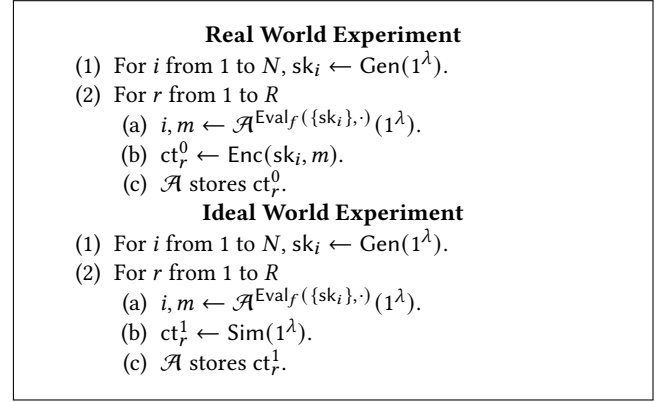 Real World Experiment
(1) For i from 1 to N, sk_i ← Gen(1^λ).
(2) For r from 1 to R
(a) i, m ← 𝒜^{Eval_f({sk_i},·)}(1^λ).
(b) ct_r^0 ← Enc(sk_i, m).
(c) 𝒜 stores ct_r^0.
Ideal World Experiment
(1) For i from 1 to N, sk_i ← Gen(1^λ).
(2) For r from 1 to R
(a) i, m ← 𝒜^{Eval_f({sk_i},·)}(1^λ).
(b) ct_r^1 ← Sim(1^λ).
(c) 𝒜 stores ct_r^1.